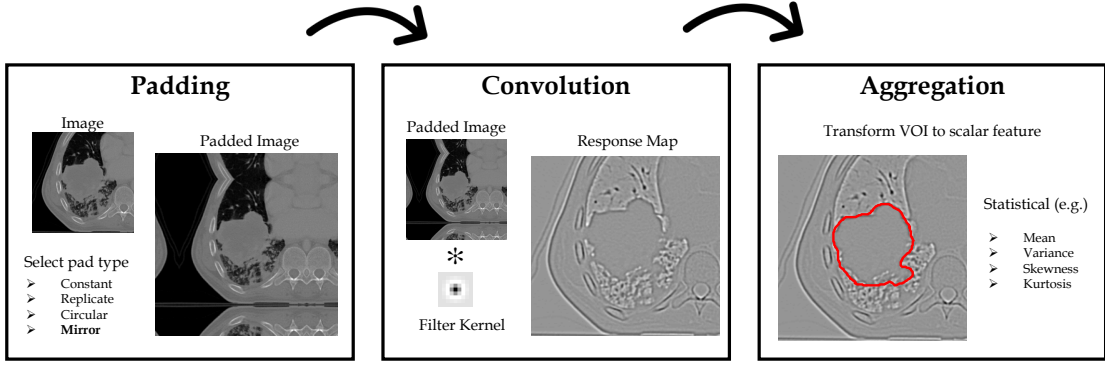 Padding
Image
Padded Image
Select pad type
➢ Constant
➢ Replicate
➢ Circular
➢ Mirror
Convolution
Padded Image
Response Map
*
Filter Kernel
Aggregation
Transform VOI to scalar feature
Statistical (e.g.)
➢ Mean
➢ Variance
➢ Skewness
➢ Kurtosis